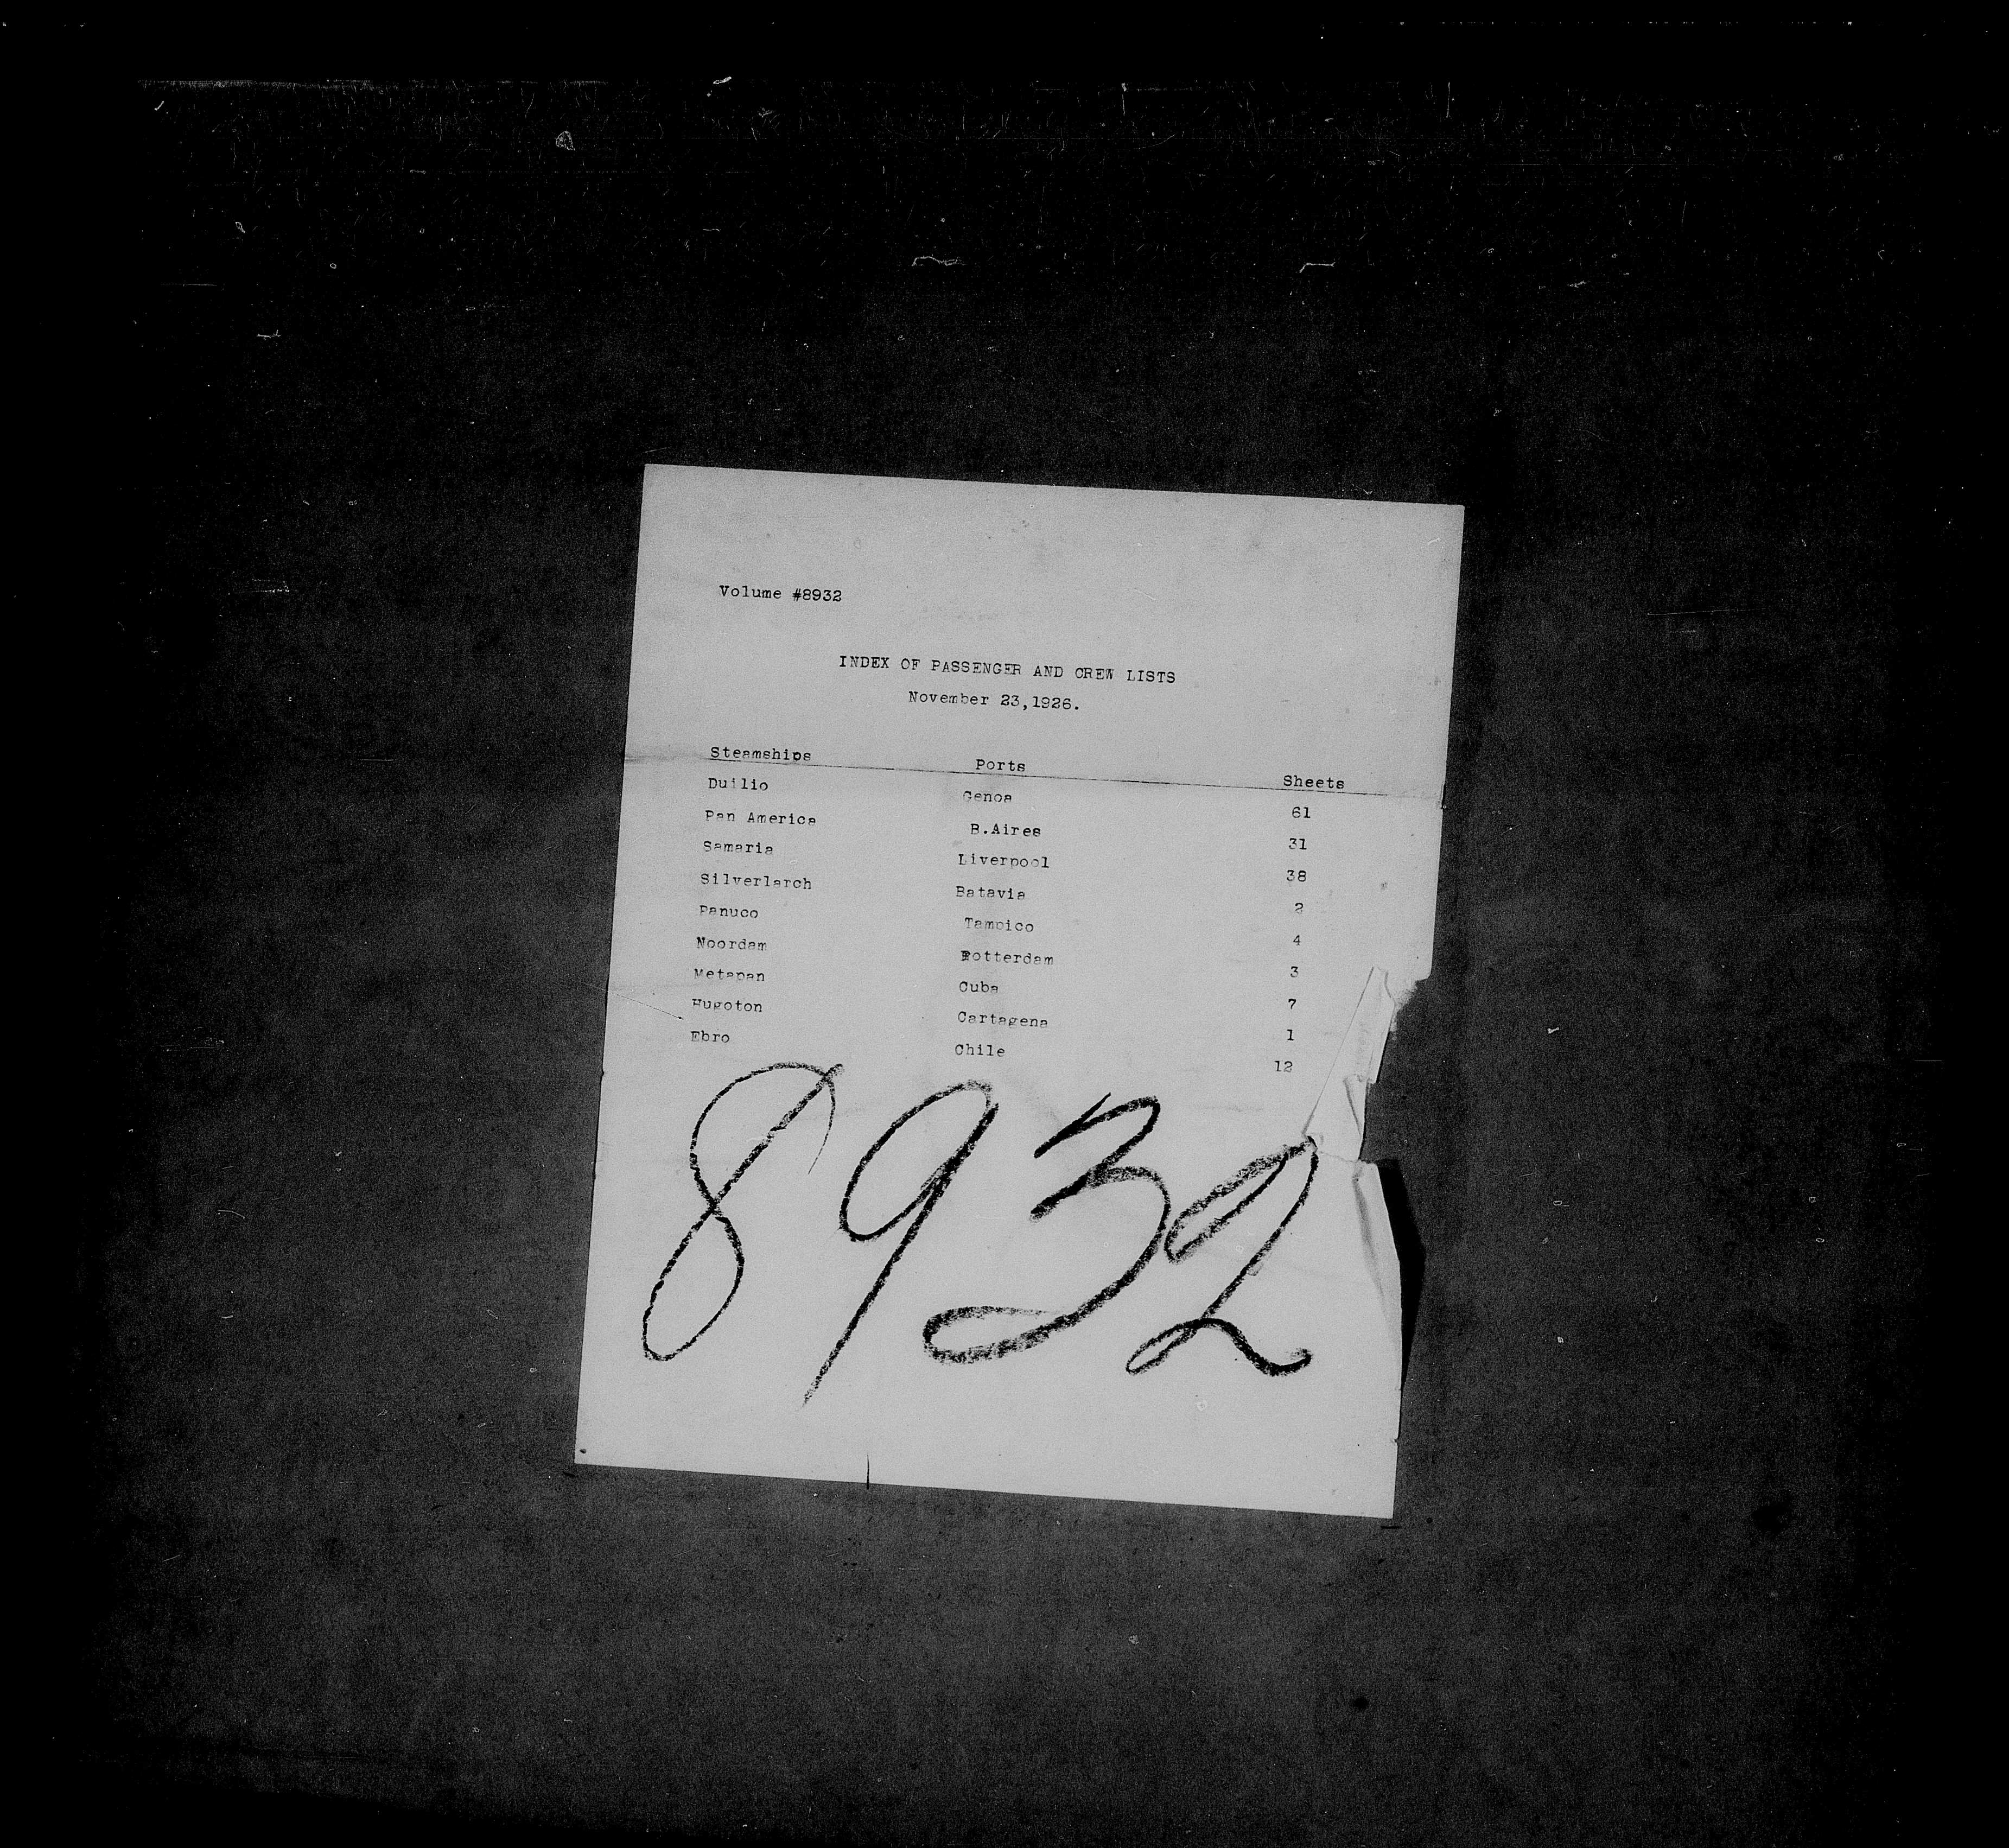 Volume #8932
INDEX OF PASSENGER AND CREW LISTS
November 23,1926.
Steamships Ports Sheets
Duilio Genoa 61
Pan America B.Aires 31
Samaria Liverpool 38
Silverlarch Batavia 2
Panuco Tampico 4
Noordam Rotterdam 3
Metapan Cuba 7
Hugoton Cartagena 1
Ebro Chile 12
8932